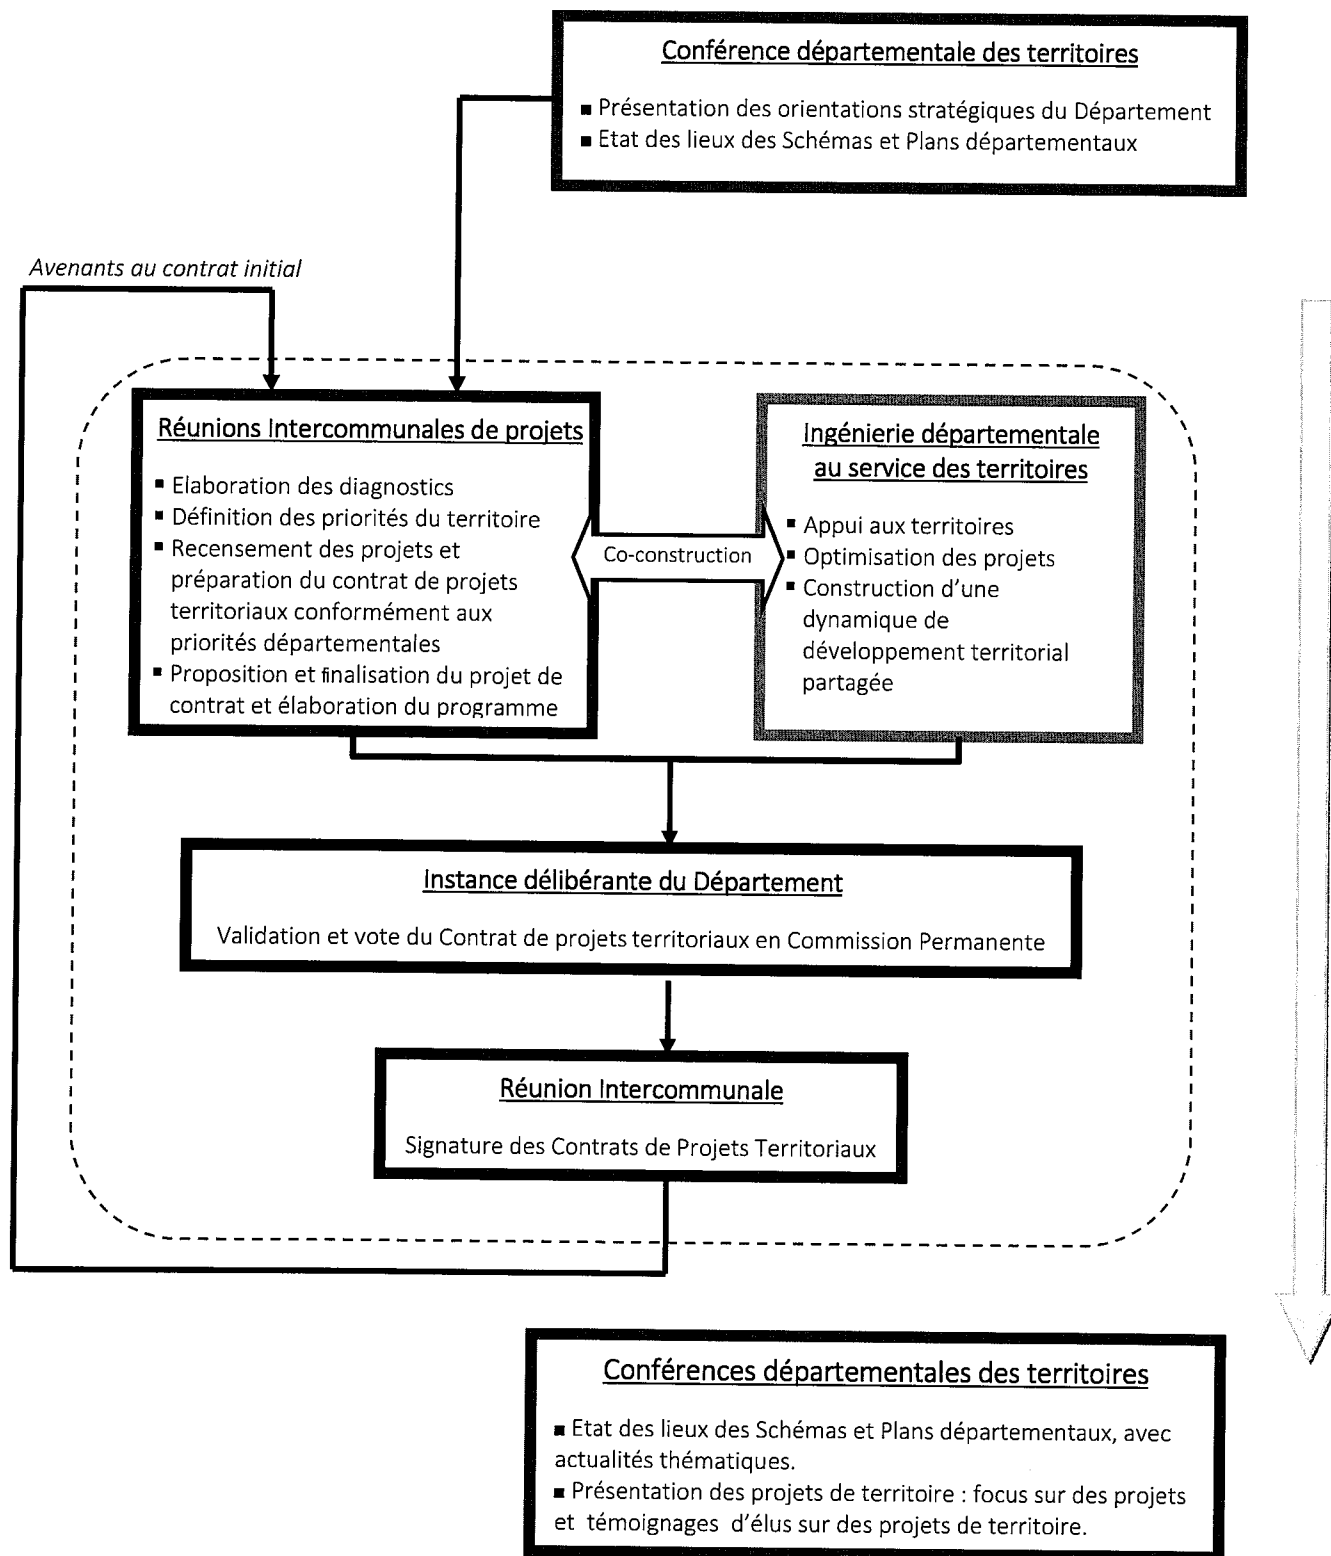 Conférence départementale des territoires
▪ Présentation des orientations stratégiques du Département
▪ Etat des lieux des Schémas et Plans départementaux
Avenants au contrat initial
Réunions Intercommunales de projets
▪ Elaboration des diagnostics
▪ Définition des priorités du territoire
▪ Recensement des projets et
préparation du contrat de projets
territoriaux conformément aux
priorités départementales
▪ Proposition et finalisation du projet de
contrat et élaboration du programme
Co-construction
Ingénierie départementale
au service des territoires
▪ Appui aux territoires
▪ Optimisation des projets
▪ Construction d'une
dynamique de
développement territorial
partagée
Instance délibérante du Département
Validation et vote du Contrat de projets territoriaux en Commission Permanente
Réunion Intercommunale
Signature des Contrats de Projets Territoriaux
Conférences départementales des territoires
▪ Etat des lieux des Schémas et Plans départementaux, avec
actualités thématiques.
▪ Présentation des projets de territoire : focus sur des projets
et témoignages d'élus sur des projets de territoire.